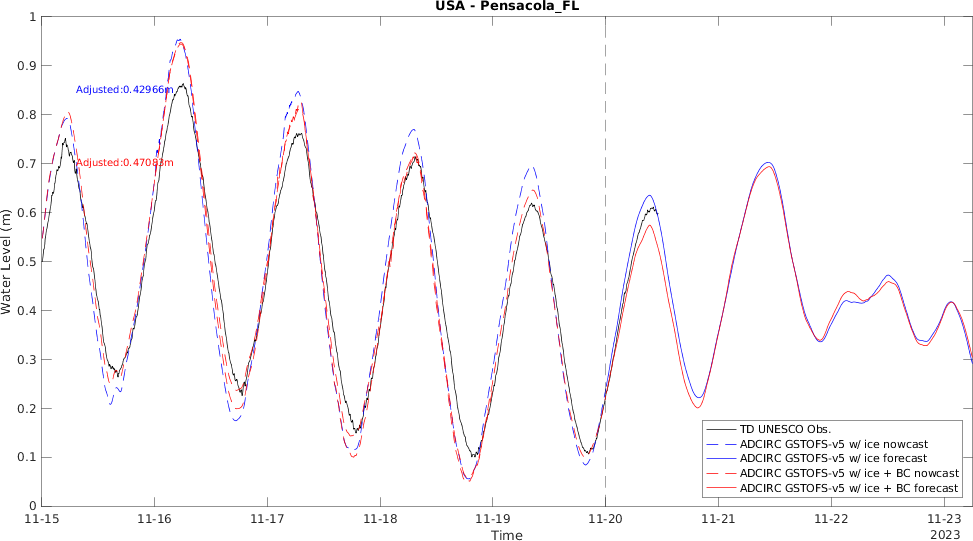 USA - Pensacola_FL
1
0.9
0.8
0.7
0.6
0.5
0.4
0.3
0.2
0.1
0
Water Level (m)
Adjusted:0.42966m
Adjusted:0.47083m
TD UNESCO Obs.
ADCIRC GSTOFS-v5 w/ ice nowcast
ADCIRC GSTOFS-v5 w/ ice forecast
ADCIRC GSTOFS-v5 w/ ice + BC nowcast
ADCIRC GSTOFS-v5 w/ ice + BC forecast
11-15 11-16 11-17 11-18 11-19 11-20 11-21 11-22 11-23
Time
2023